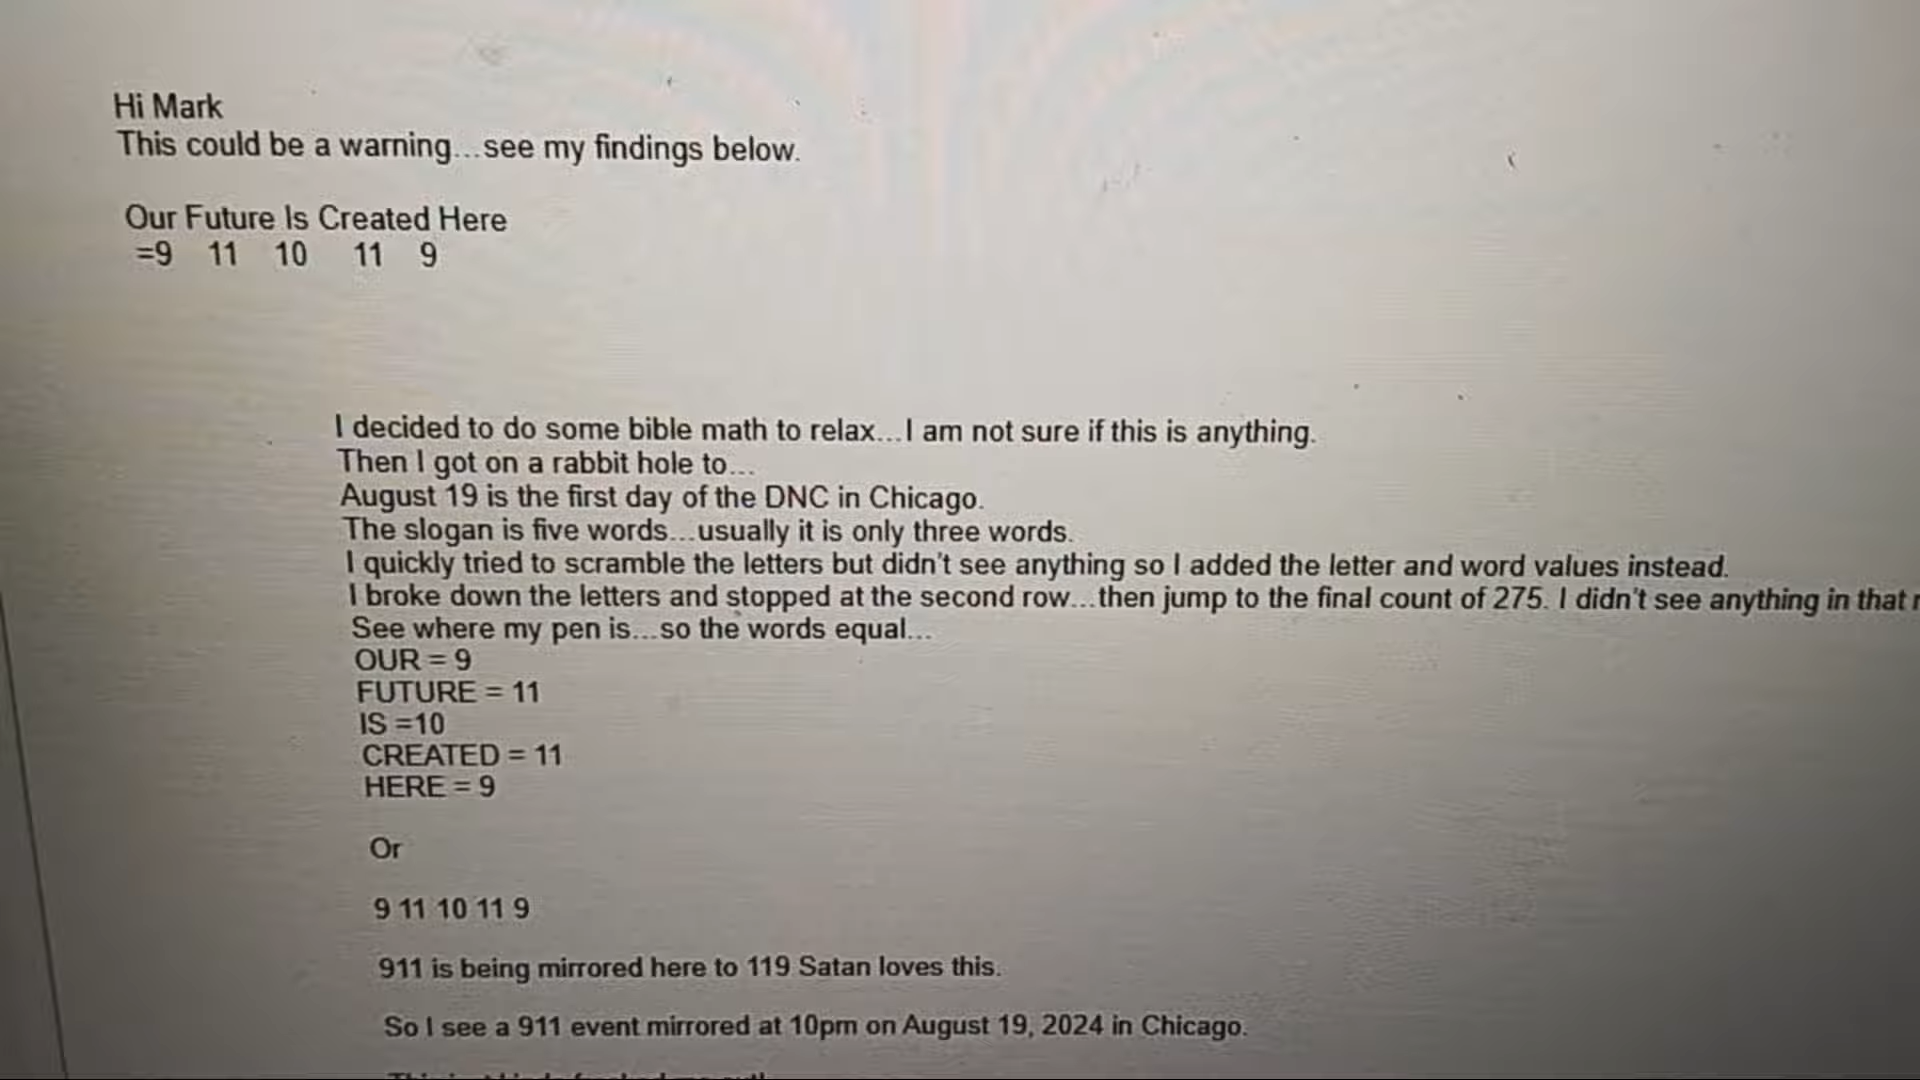 Hi Mark
This could be a warning...see my findings below.
Our Future Is Created Here
=9 11 10 11 9
I decided to do some bible math to relax...I am not sure if this is anything.
Then I got on a rabbit hole to...
August 19 is the first day of the DNC in Chicago.
The slogan is five words...usually it is only three words.
I quickly tried to scramble the letters but didn't see anything so I added the letter and word values instead.
I broke down the letters and stopped at the second row...then jump to the final count of 275. I didn't see anything in that
See where my pen is...so the words equal...
OUR = 9
FUTURE = 11
IS =10
CREATED = 11
HERE = 9
Or
9 11 10 11 9
911 is being mirrored here to 119 Satan loves this.
So I see a 911 event mirrored at 10pm on August 19, 2024 in Chicago.